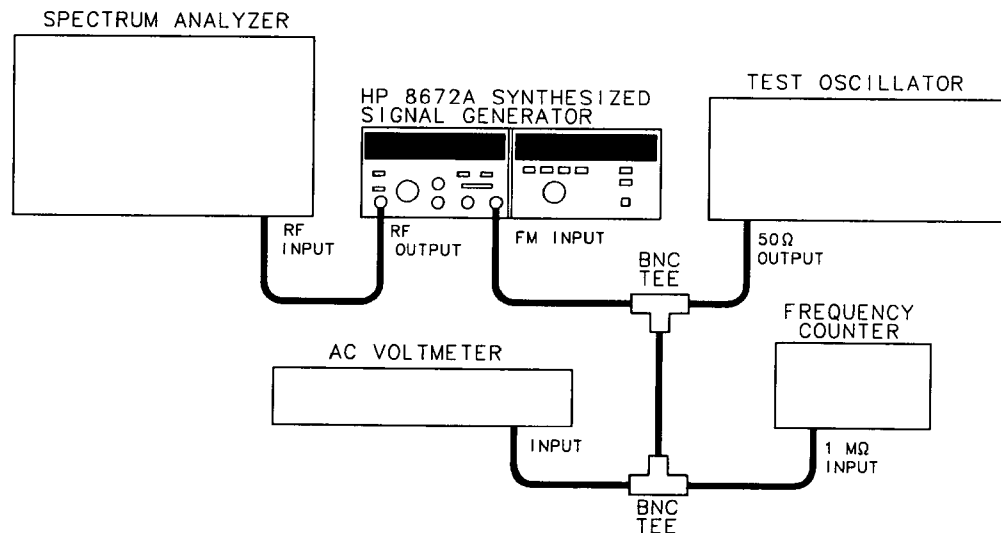 SPECTRUM ANALYZER
HP 8672A SYNTHESIZED
SIGNAL GENERATOR
TEST OSCILLATOR
RF
INPUT
RF
OUTPUT
FM INPUT
50Ω
OUTPUT
BNC
TEE
FREQUENCY
COUNTER
AC VOLTMETER
INPUT
1 MΩ
INPUT
BNC
TEE